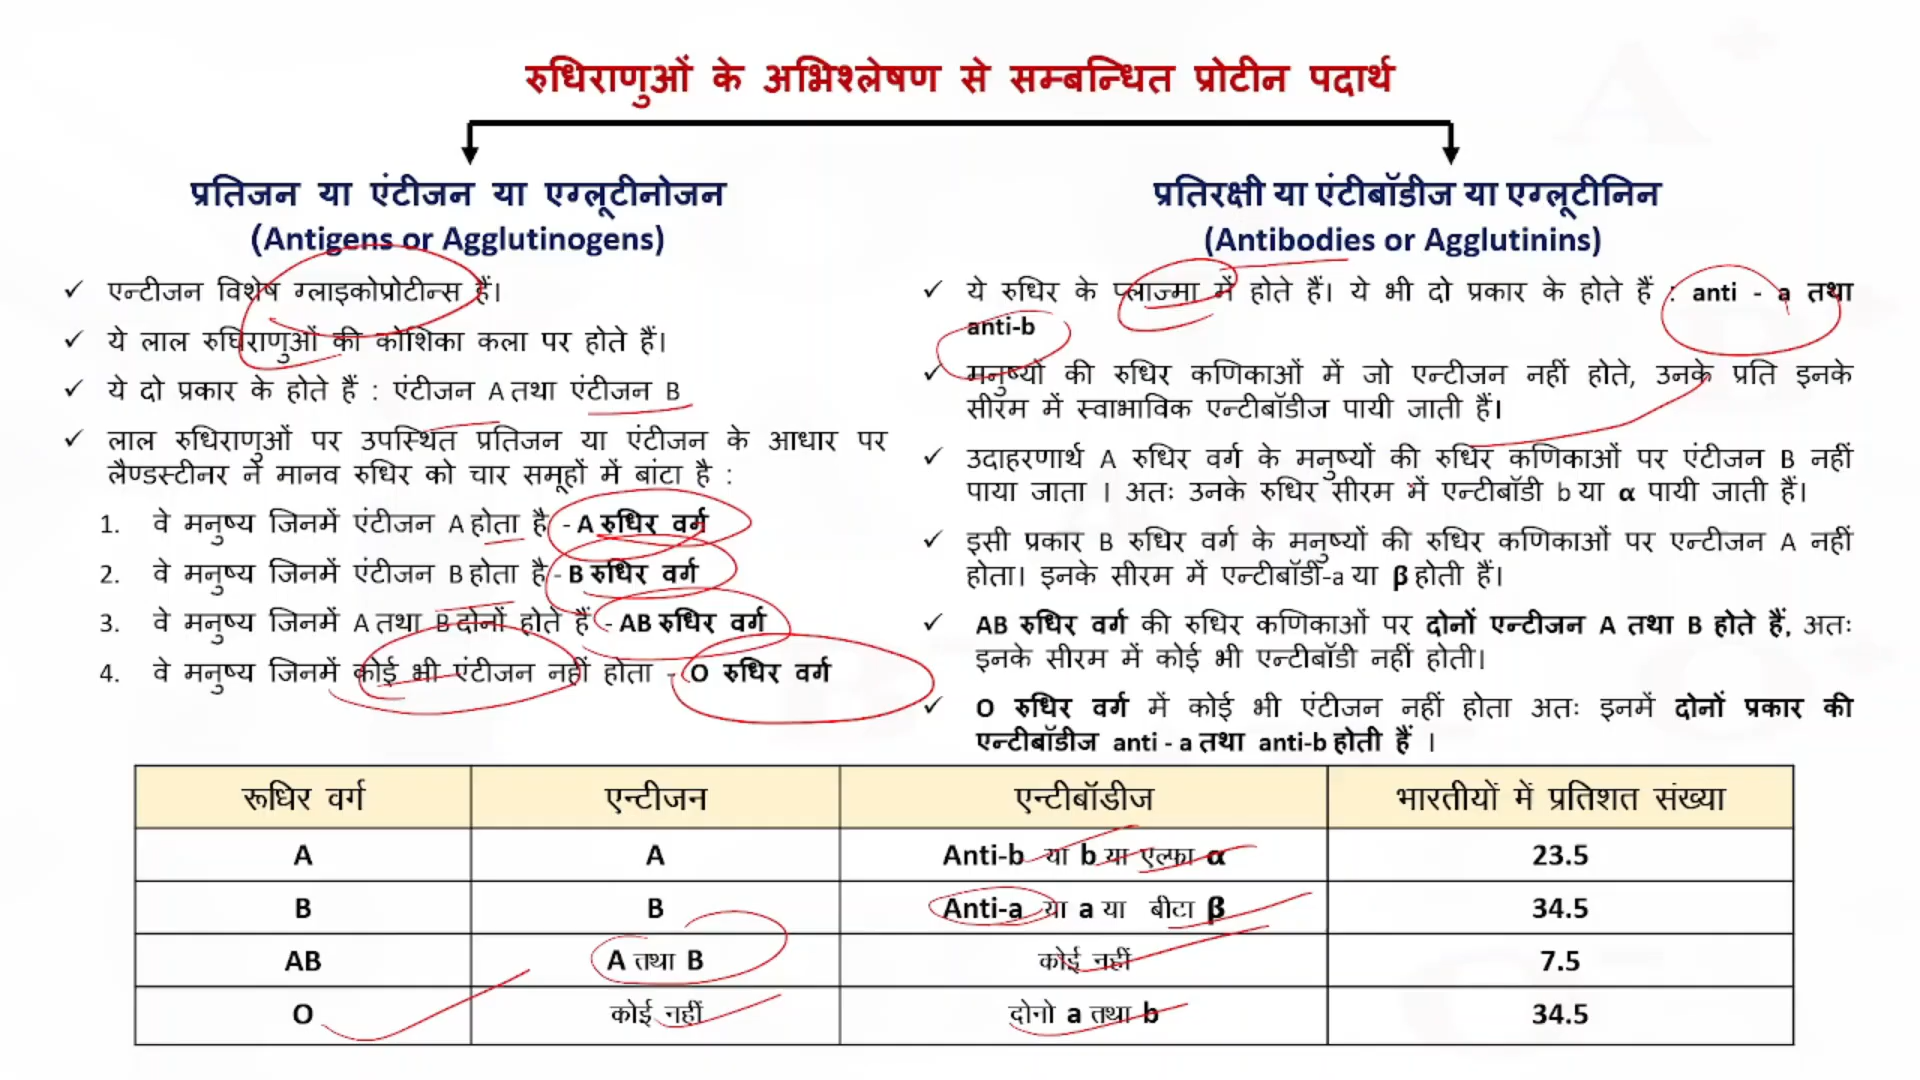 रुधिराणुओं के अभिश्लेषण से सम्बन्धित प्रोटीन पदार्थ
प्रतिजन या एंटीजन या एग्लूटीनोजन
(Antigens or Agglutinogens)
✓ एन्टीजन विशेष ग्लाइकोप्रोटीन्स हैं।
✓ ये लाल रुधिराणुओं की कोशिका कला पर होते हैं।
✓ ये दो प्रकार के होते हैं : एंटीजन A तथा एंटीजन B
✓ लाल रुधिराणुओं पर उपस्थित प्रतिजन या एंटीजन के आधार पर
लैण्डस्टीनर ने मानव रुधिर को चार समूहों में बांटा है :
1. वे मनुष्य जिनमें एंटीजन A होता है - A रुधिर वर्ग
2. वे मनुष्य जिनमें एंटीजन B होता है - B रुधिर वर्ग
3. वे मनुष्य जिनमें A तथा B दोनों होते हैं - AB रुधिर वर्ग
4. वे मनुष्य जिनमें कोई भी एंटीजन नहीं होता - O रुधिर वर्ग
प्रतिरक्षी या एंटीबॉडीज या एग्लूटीनिन
(Antibodies or Agglutinins)
✓ ये रुधिर के प्लाज्मा में होते हैं। ये भी दो प्रकार के होते हैं : anti - a तथा
anti-b
✓ मनुष्यों की रुधिर कणिकाओं में जो एन्टीजन नहीं होते, उनके प्रति इनके
सीरम में स्वाभाविक एन्टीबॉडीज पायी जाती हैं।
✓ उदाहरणार्थ A रुधिर वर्ग के मनुष्यों की रुधिर कणिकाओं पर एंटीजन B नहीं
पाया जाता । अतः उनके रुधिर सीरम में एन्टीबॉडी b या α पायी जाती हैं।
✓ इसी प्रकार B रुधिर वर्ग के मनुष्यों की रुधिर कणिकाओं पर एन्टीजन A नहीं
होता। इनके सीरम में एन्टीबॉडी-a या β होती हैं।
✓ AB रुधिर वर्ग की रुधिर कणिकाओं पर दोनों एन्टीजन A तथा B होते हैं, अतः
इनके सीरम में कोई भी एन्टीबॉडी नहीं होती।
✓ O रुधिर वर्ग में कोई भी एंटीजन नहीं होता अतः इनमें दोनों प्रकार की
एन्टीबॉडीज anti - a तथा anti-b होती हैं ।
रूधिर वर्ग एन्टीजन एन्टीबॉडीज भारतीयों में प्रतिशत संख्या
A A Anti-b या b या एल्फा α 23.5
B B Anti-a या a या बीटा β 34.5
AB A तथा B कोई नहीं 7.5
O कोई नहीं दोनो a तथा b 34.5